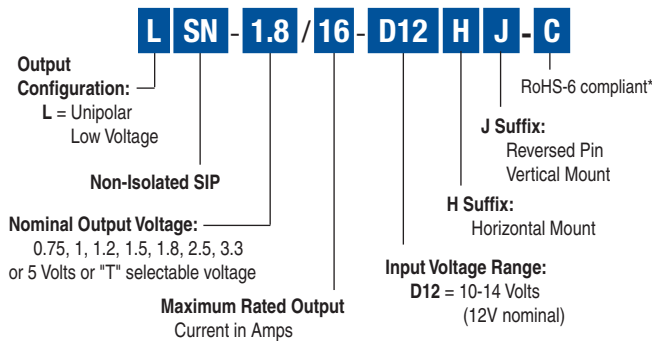 L SN - 1.8 / 16 - D12 H J - C
Output
Configuration:
L = Unipolar
Low Voltage
Non-Isolated SIP
Nominal Output Voltage:
0.75, 1, 1.2, 1.5, 1.8, 2.5, 3.3
or 5 Volts or "T" selectable voltage
Maximum Rated Output
Current in Amps
Input Voltage Range:
D12 = 10-14 Volts
(12V nominal)
H Suffix:
Horizontal Mount
J Suffix:
Reversed Pin
Vertical Mount
RoHS-6 compliant*